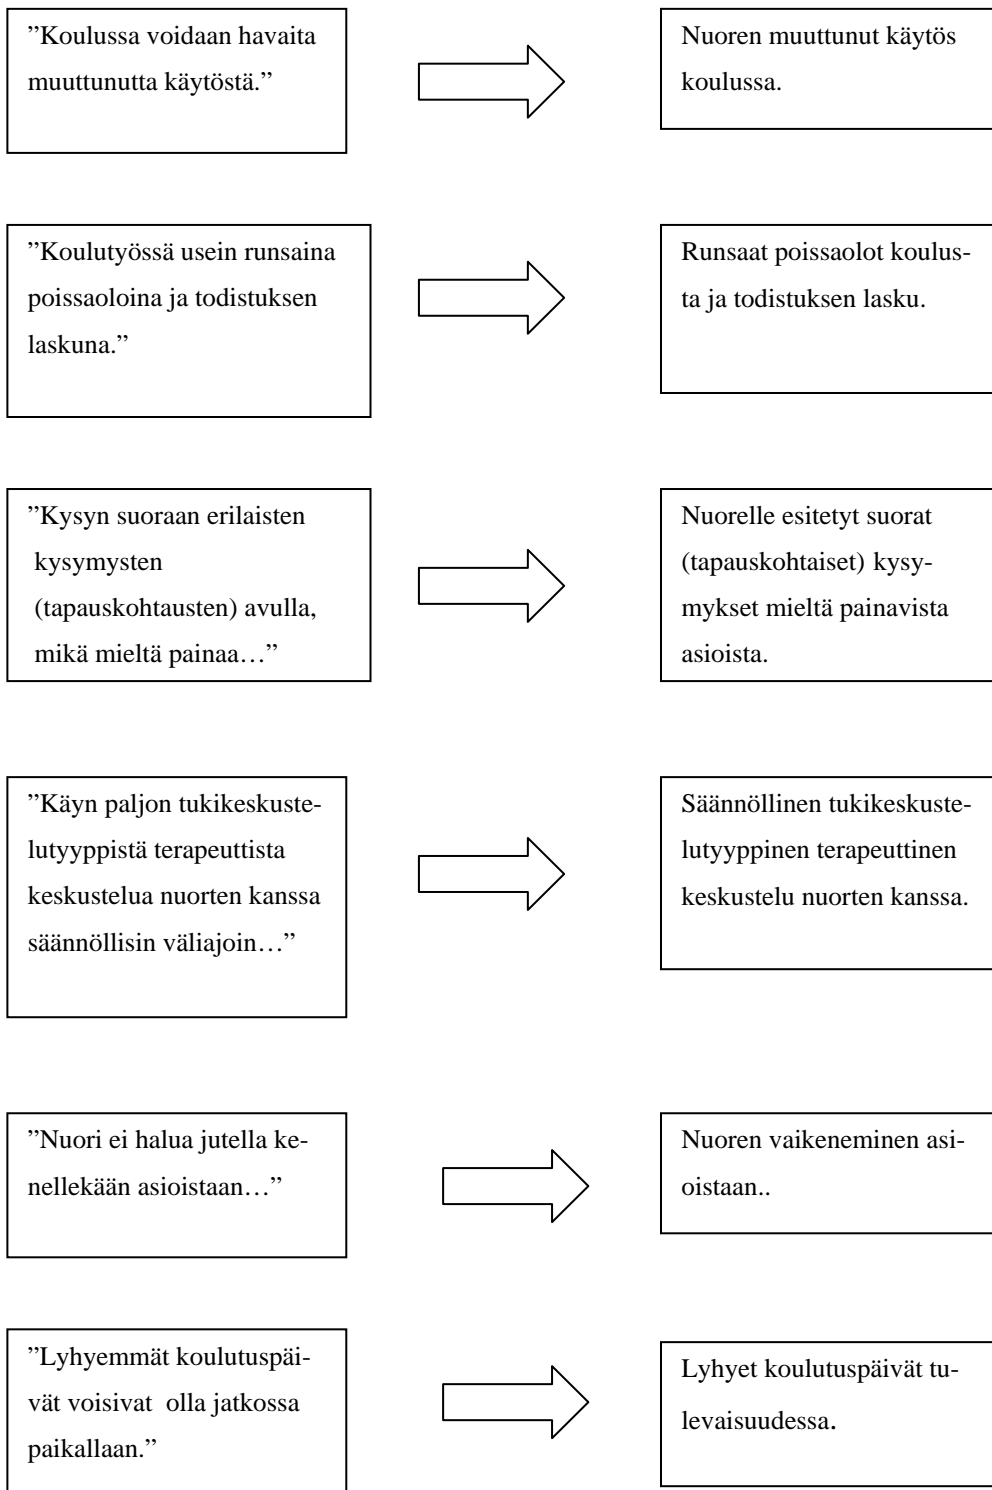 ”Koulussa voidaan havaita
muuttunutta käytöstä.”
Nuoren muuttunut käytös
koulussa.
”Koulutyössä usein runsaina
poissaoloina ja todistuksen
laskuna.”
Runsaat poissaolot koulus-
ta ja todistuksen lasku.
”Kysyn suoraan erilaisten
kysymysten
(tapauskohtausten) avulla,
mikä mieltä painaa…”
Nuorelle esitetyt suorat
(tapauskohtaiset) kysy-
mykset mieltä painavista
asioista.
”Käyn paljon tukikeskuste-
lutyyppistä terapeuttista
keskustelua nuorten kanssa
säännöllisin väliajoin…”
Säännöllinen tukikeskuste-
lutyyppinen terapeuttinen
keskustelu nuorten kanssa.
”Nuori ei halua jutella ke-
nellekään asioistaan…”
Nuoren vaikeneminen asi-
oistaan..
”Lyhyemmät koulutuspäi-
vät voisivat olla jatkossa
paikallaan.”
Lyhyet koulutuspäivät tu-
levaisuudessa.